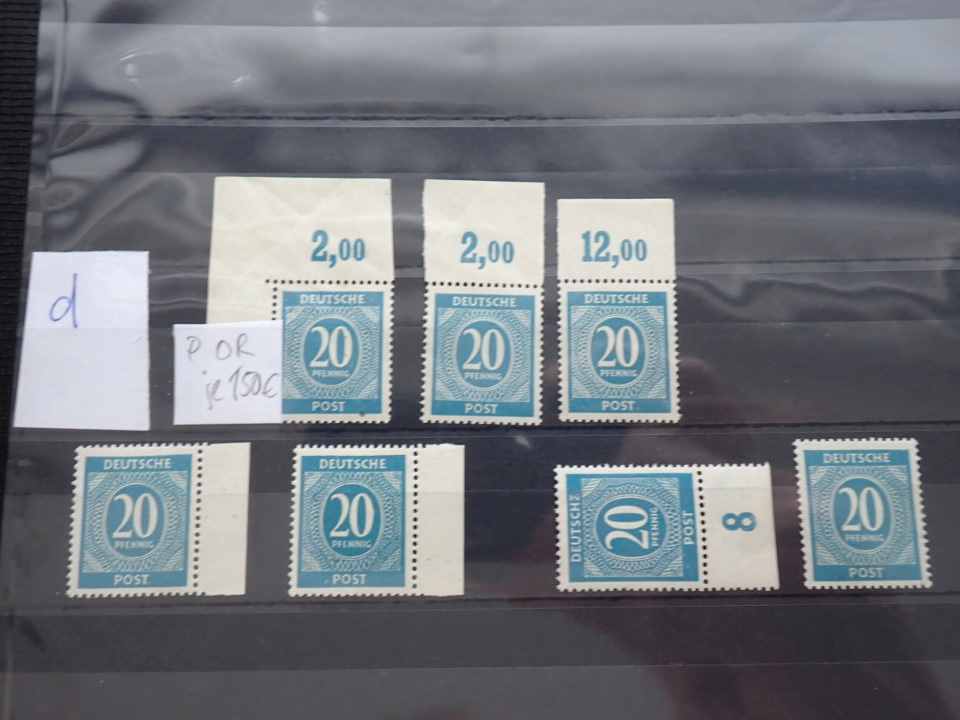 2,00
2,00
12,00
d
P OR
je 150€
DEUTSCHE
20
PFENNIG
POST
DEUTSCHE
20
PFENNIG
POST
DEUTSCHE
20
PFENNIG
POST
DEUTSCHE
20
PFENNIG
POST
DEUTSCHE
20
PFENNIG
POST
DEUTSCHE
20
PFENNIG
POST
8
DEUTSCHE
20
PFENNIG
POST